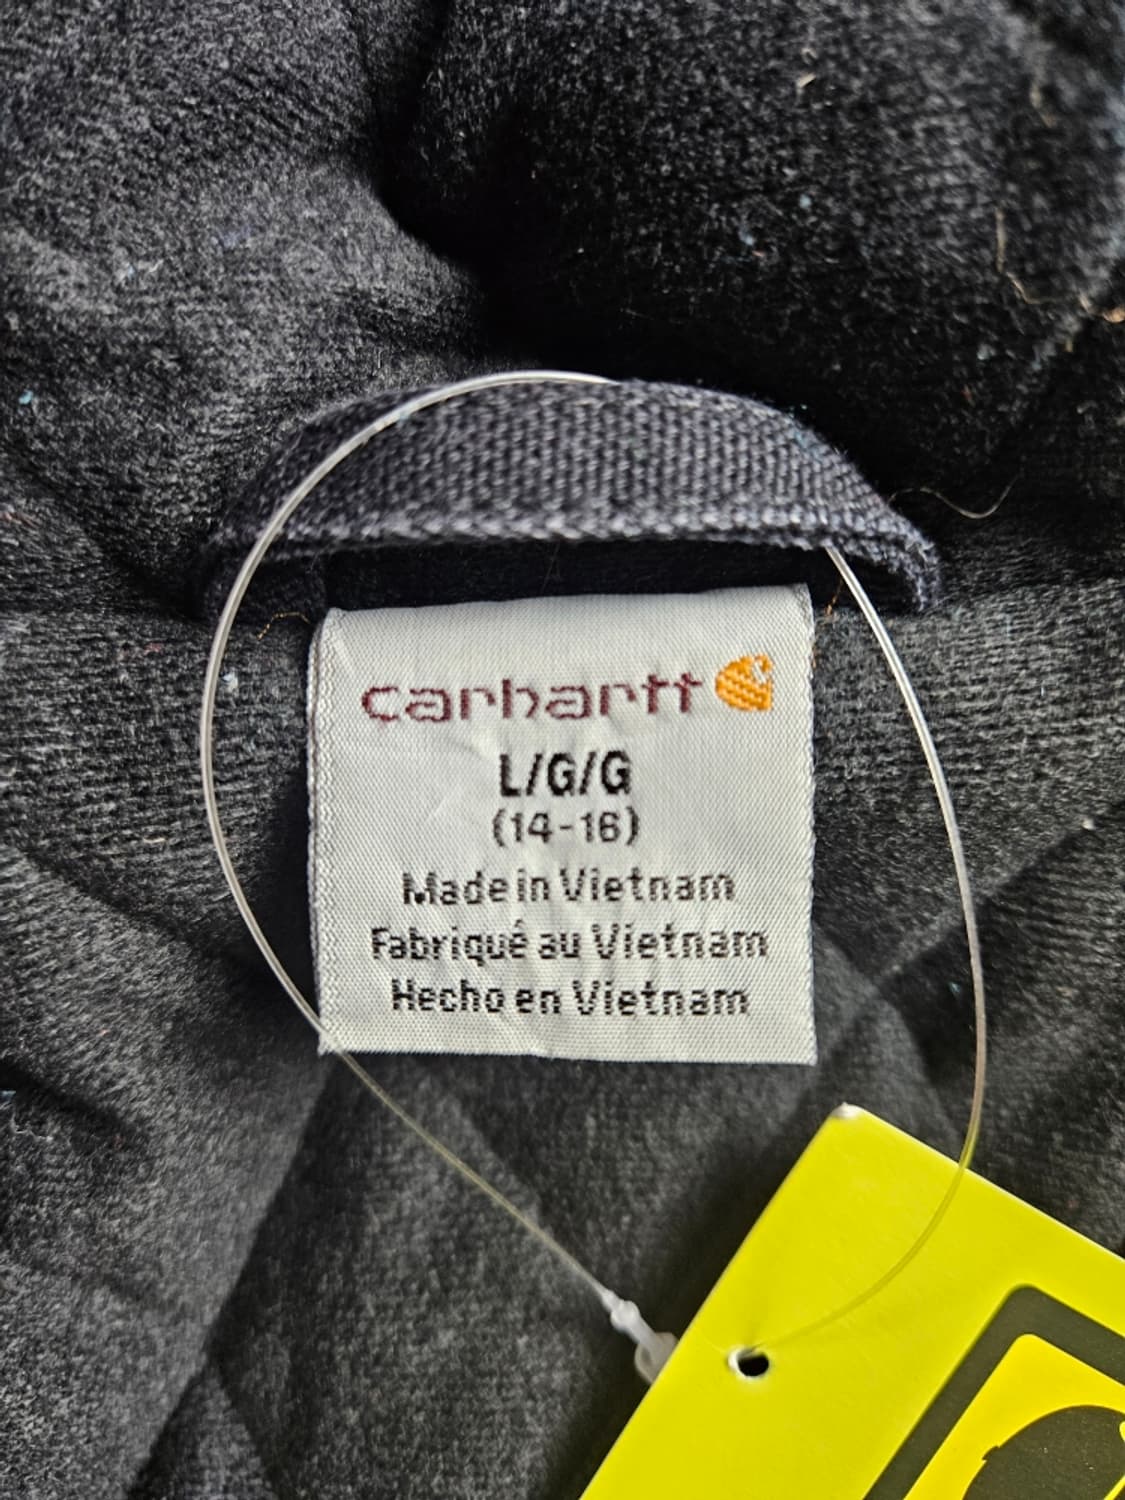 carhartt
L/G/G
(14-16)
Made in Vietnam
Fabriqué au Vietnam
Hecho en Vietnam